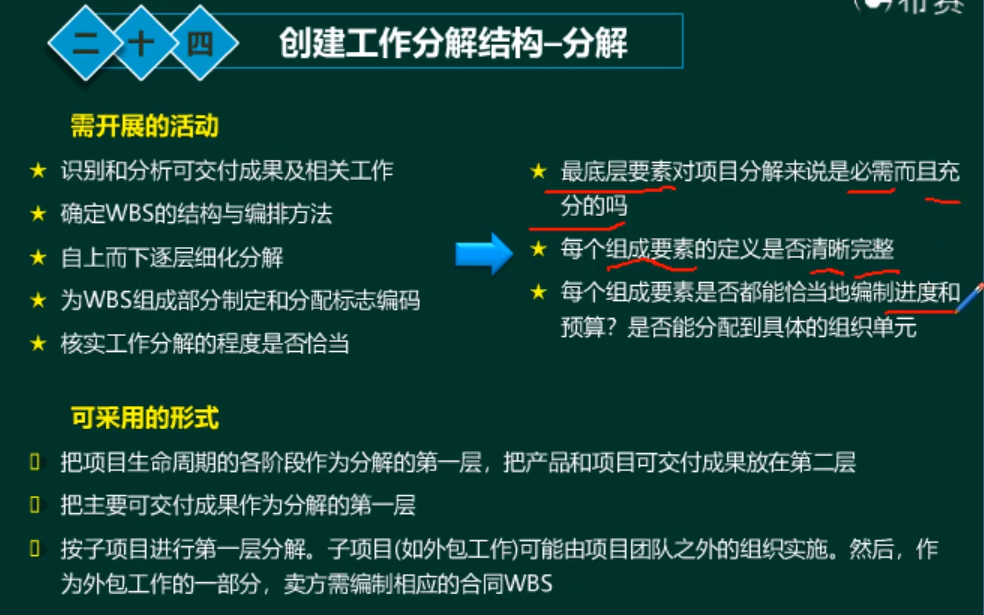 二十四
创建工作分解结构–分解
需开展的活动
★ 识别和分析可交付成果及相关工作
★ 确定WBS的结构与编排方法
★ 自上而下逐层细化分解
★ 为WBS组成部分制定和分配标志编码
★ 核实工作分解的程度是否恰当
★ 最底层要素对项目分解来说是必需而且充
分的吗
★ 每个组成要素的定义是否清晰完整
★ 每个组成要素是否都能恰当地编制进度和
预算？是否能分配到具体的组织单元
可采用的形式
把项目生命周期的各阶段作为分解的第一层，把产品和项目可交付成果放在第二层
把主要可交付成果作为分解的第一层
按子项目进行第一层分解。子项目(如外包工作)可能由项目团队之外的组织实施。然后，作
为外包工作的一部分，卖方需编制相应的合同WBS